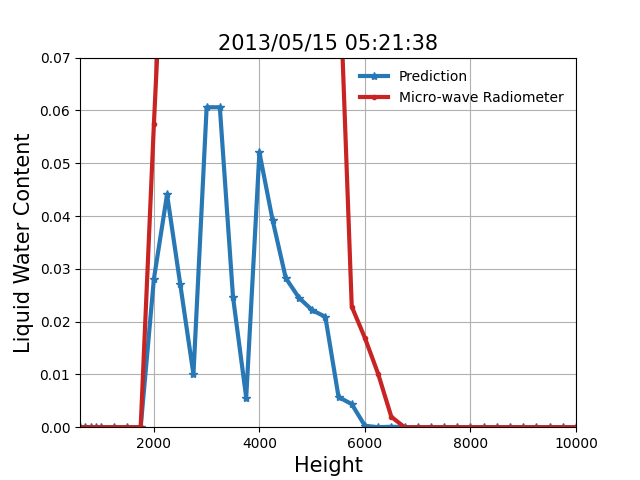 2013/05/15 05:21:38
0.07
0.06
0.05
0.04
0.03
0.02
0.01
0.00
Liquid Water Content
Prediction
Micro-wave Radiometer
2000 4000 6000 8000 10000
Height